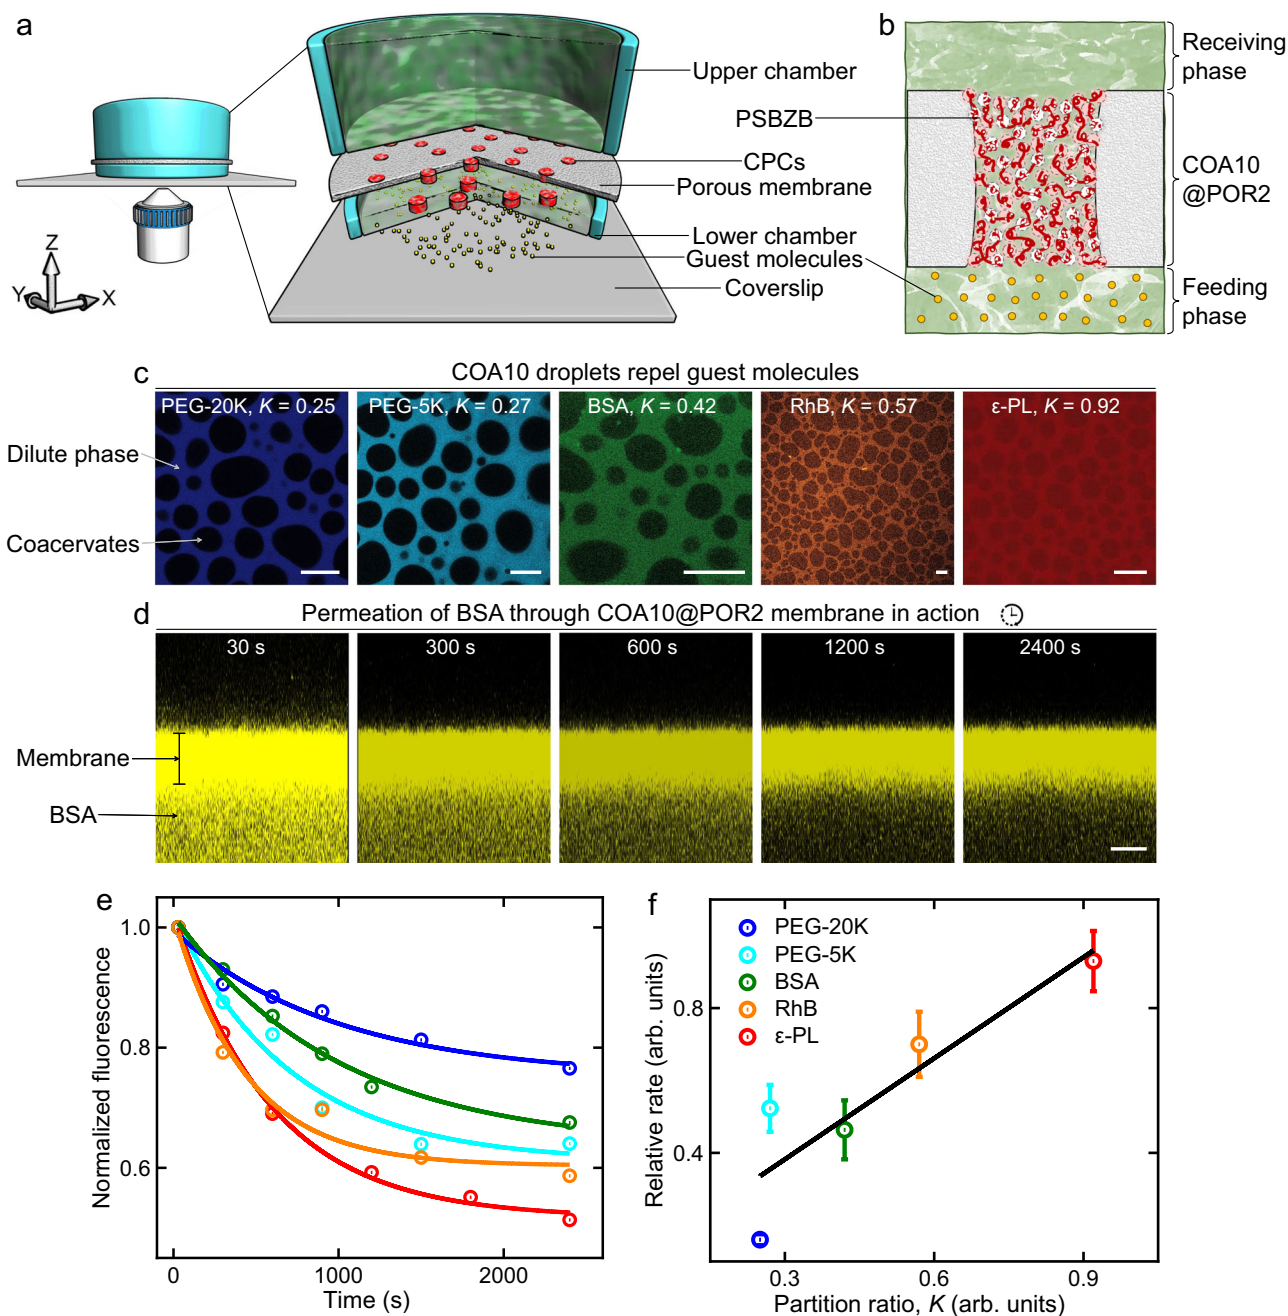 a
Upper chamber
CPCs
Porous membrane
Lower chamber
Guest molecules
Coverslip
Z
Y
X
b
Receiving
phase
PSBZB
COA10
@POR2
Feeding
phase
c
COA10 droplets repel guest molecules
PEG-20K, K = 0.25
PEG-5K, K = 0.27
BSA, K = 0.42
RhB, K = 0.57
ε-PL, K = 0.92
Dilute phase
Coacervates
d
Permeation of BSA through COA10@POR2 membrane in action
30 s
300 s
600 s
1200 s
2400 s
Membrane
BSA
e
Normalized fluorescence
1.0
0.8
0.6
0
1000
2000
Time (s)
f
PEG-20K
PEG-5K
BSA
RhB
ε-PL
Relative rate (arb. units)
0.8
0.4
0.3
0.6
0.9
Partition ratio, K (arb. units)